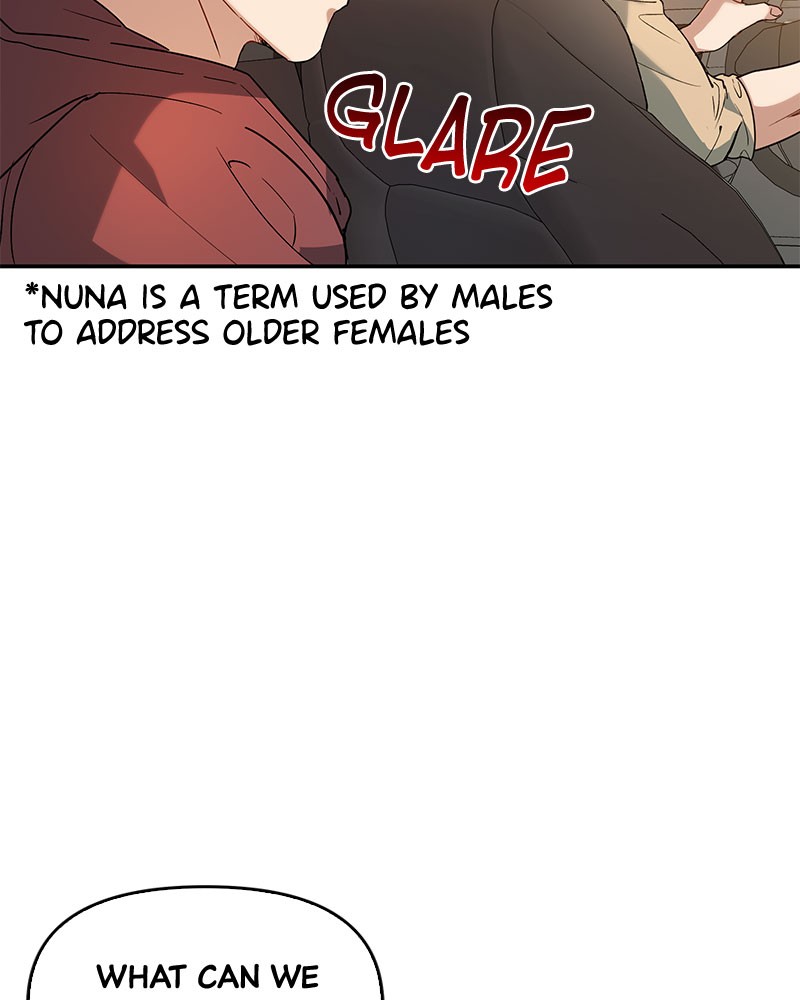 GLARE
*NUNA IS A TERM USED BY MALES
TO ADDRESS OLDER FEMALES
WHAT CAN WE